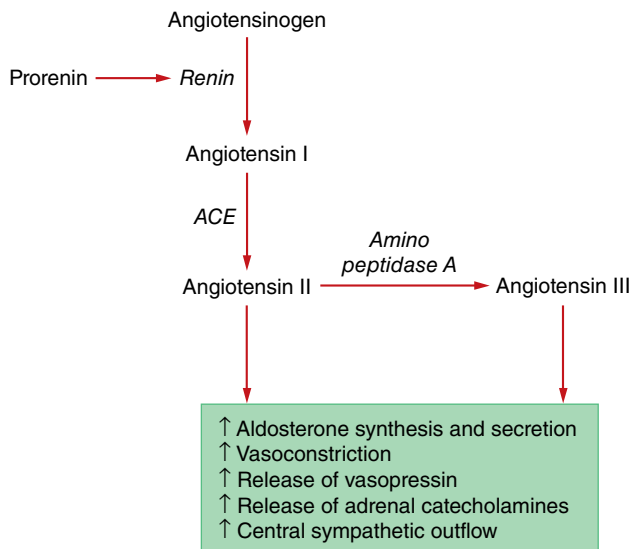 Angiotensinogen
Prorenin
Renin
Angiotensin I
ACE
Amino
peptidase A
Angiotensin II
Angiotensin III
↑ Aldosterone synthesis and secretion
↑ Vasoconstriction
↑ Release of vasopressin
↑ Release of adrenal catecholamines
↑ Central sympathetic outflow